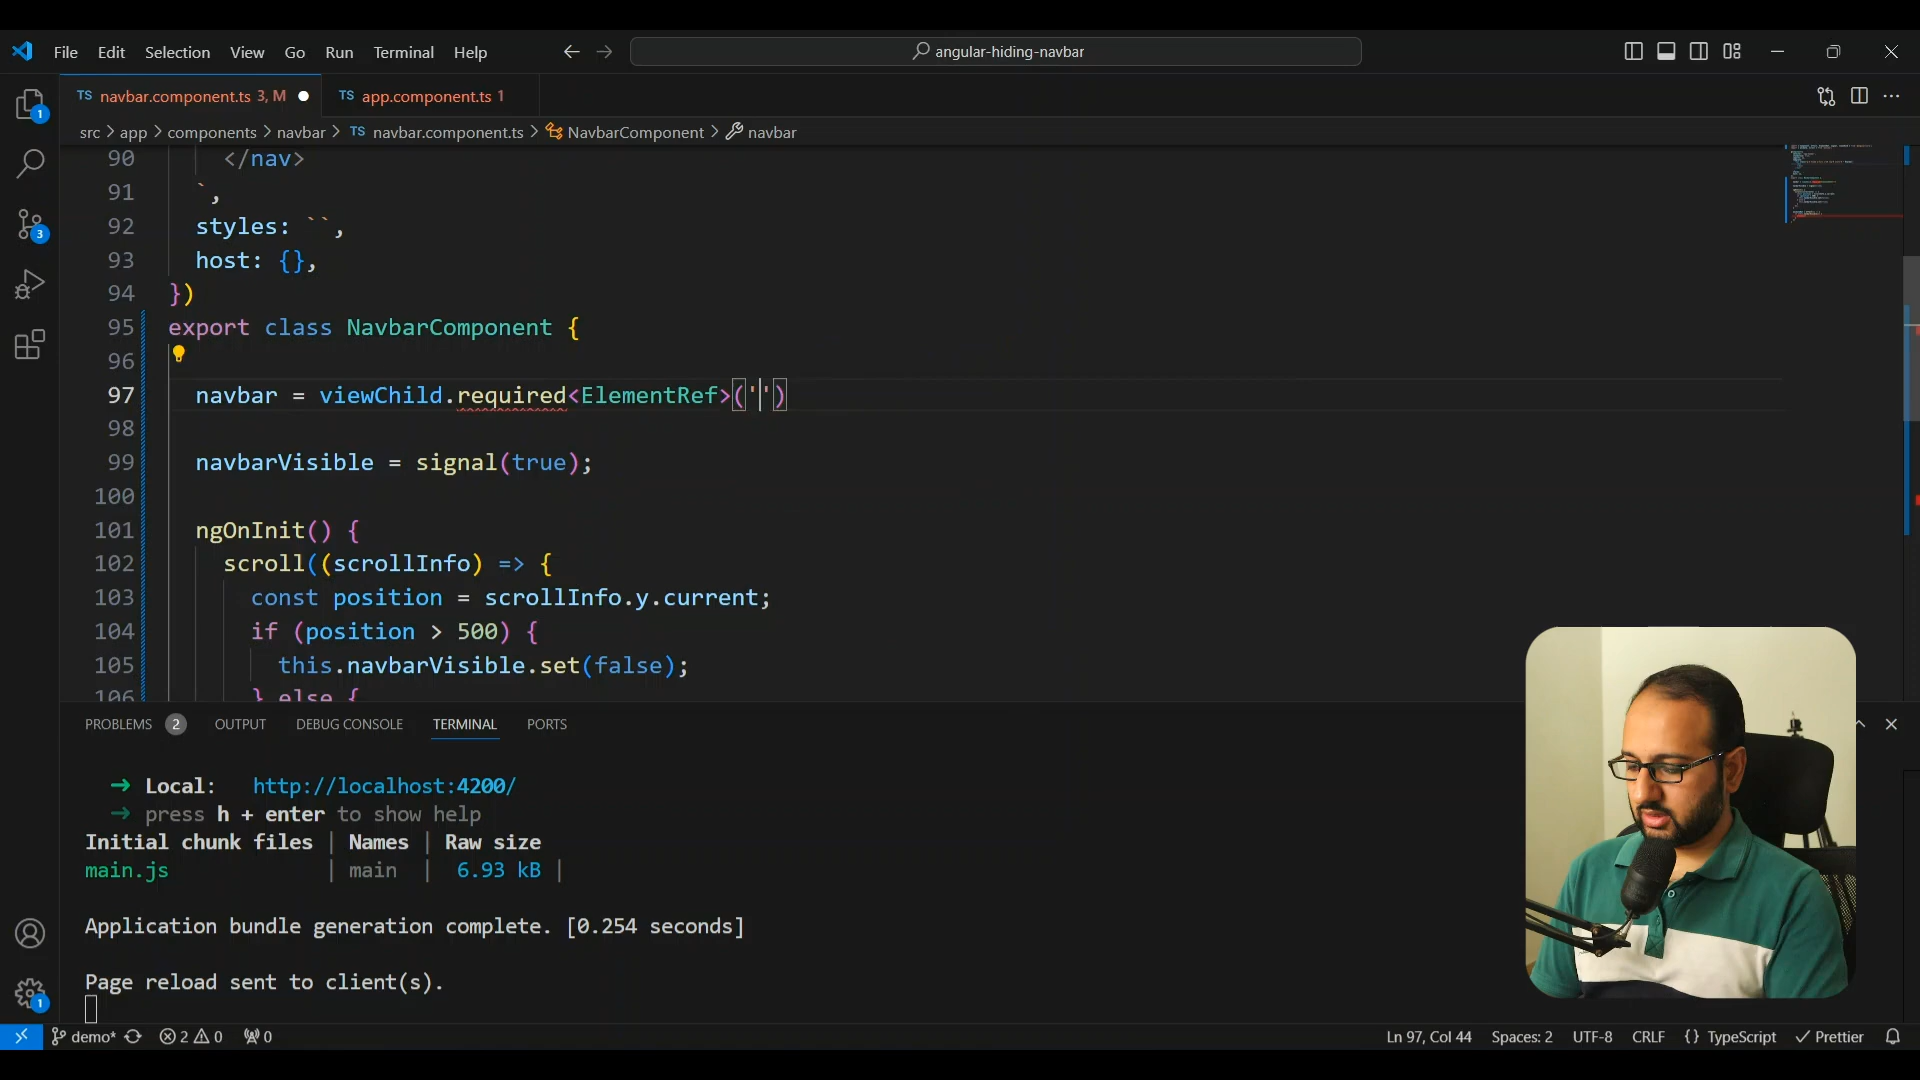 File Edit Selection View Go Run Terminal Help
angular-hiding-navbar
TS navbar.component.ts 3, M
TS app.component.ts 1
src > app > components > navbar > TS navbar.component.ts > NavbarComponent > navbar
90 </nav>
91 `,
92 styles: ``,
93 host: {},
94 })
95 export class NavbarComponent {
96
97 navbar = viewChild.required<ElementRef>('')
98
99 navbarVisible = signal(true);
100
101 ngOnInit() {
102 scroll((scrollInfo) => {
103 const position = scrollInfo.y.current;
104 if (position > 500) {
105 this.navbarVisible.set(false);
106 } else {
1
3
1
PROBLEMS 2 OUTPUT DEBUG CONSOLE TERMINAL PORTS
➜ Local: http://localhost:4200/
➜ press h + enter to show help
Initial chunk files | Names | Raw size
main.js | main | 6.93 kB |
Application bundle generation complete. [0.254 seconds]
Page reload sent to client(s).
demo* 2 0 0
Ln 97, Col 44 Spaces: 2 UTF-8 CRLF {} TypeScript Prettier